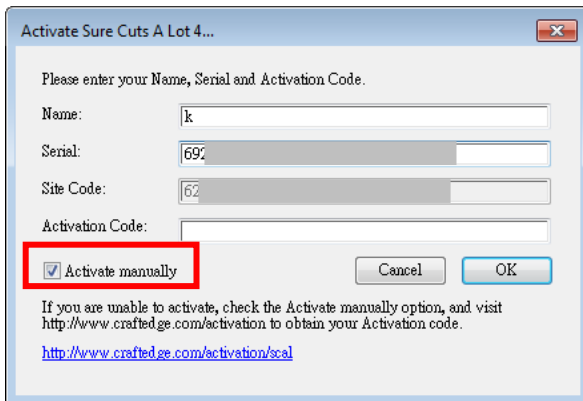 Activate Sure Cuts A Lot 4...
Please enter your Name, Serial and Activation Code.
Name:
k
Serial:
692
Site Code:
62
Activation Code:
Activate manually
Cancel
OK
If you are unable to activate, check the Activate manually option, and visit
http://www.craftedge.com/activation to obtain your Activation code.
http://www.craftedge.com/activation/scal